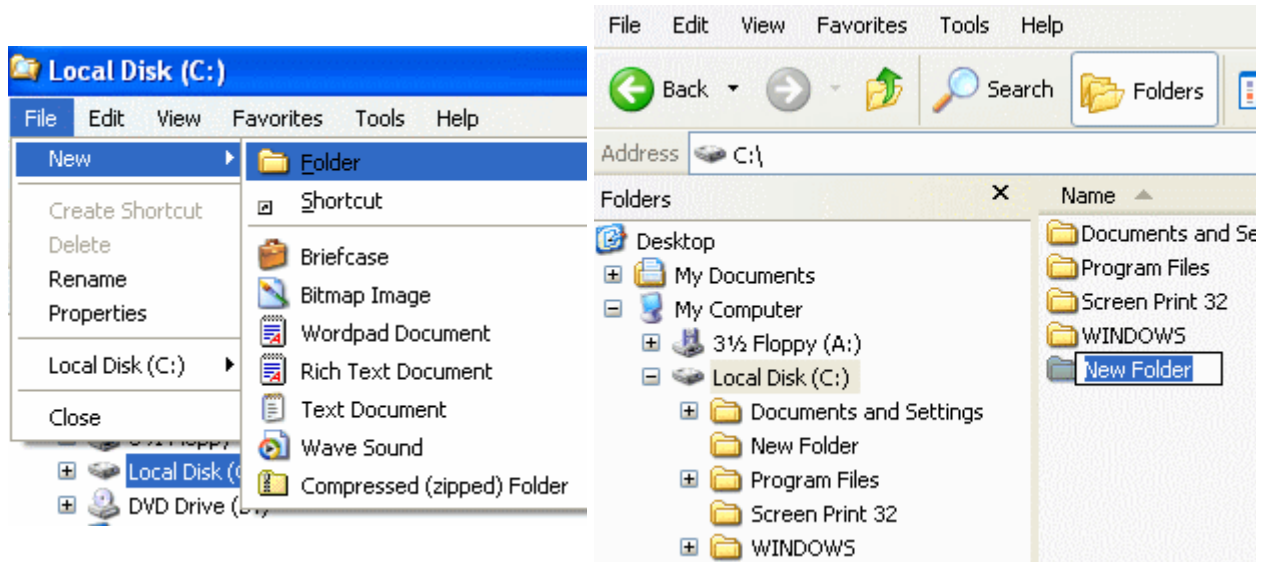 Local Disk (C:)
File Edit View Favorites Tools Help
New
Create Shortcut
Delete
Rename
Properties
Local Disk (C:)
Close
Folder
Shortcut
Briefcase
Bitmap Image
Wordpad Document
Rich Text Document
Text Document
Wave Sound
Compressed (zipped) Folder
Local Disk (
DVD Drive (
File Edit View Favorites Tools Help
Back Search Folders
Address C:\
Folders X
Desktop
My Documents
My Computer
3½ Floppy (A:)
Local Disk (C:)
Documents and Settings
New Folder
Program Files
Screen Print 32
WINDOWS
Name
Documents and Se
Program Files
Screen Print 32
WINDOWS
New Folder